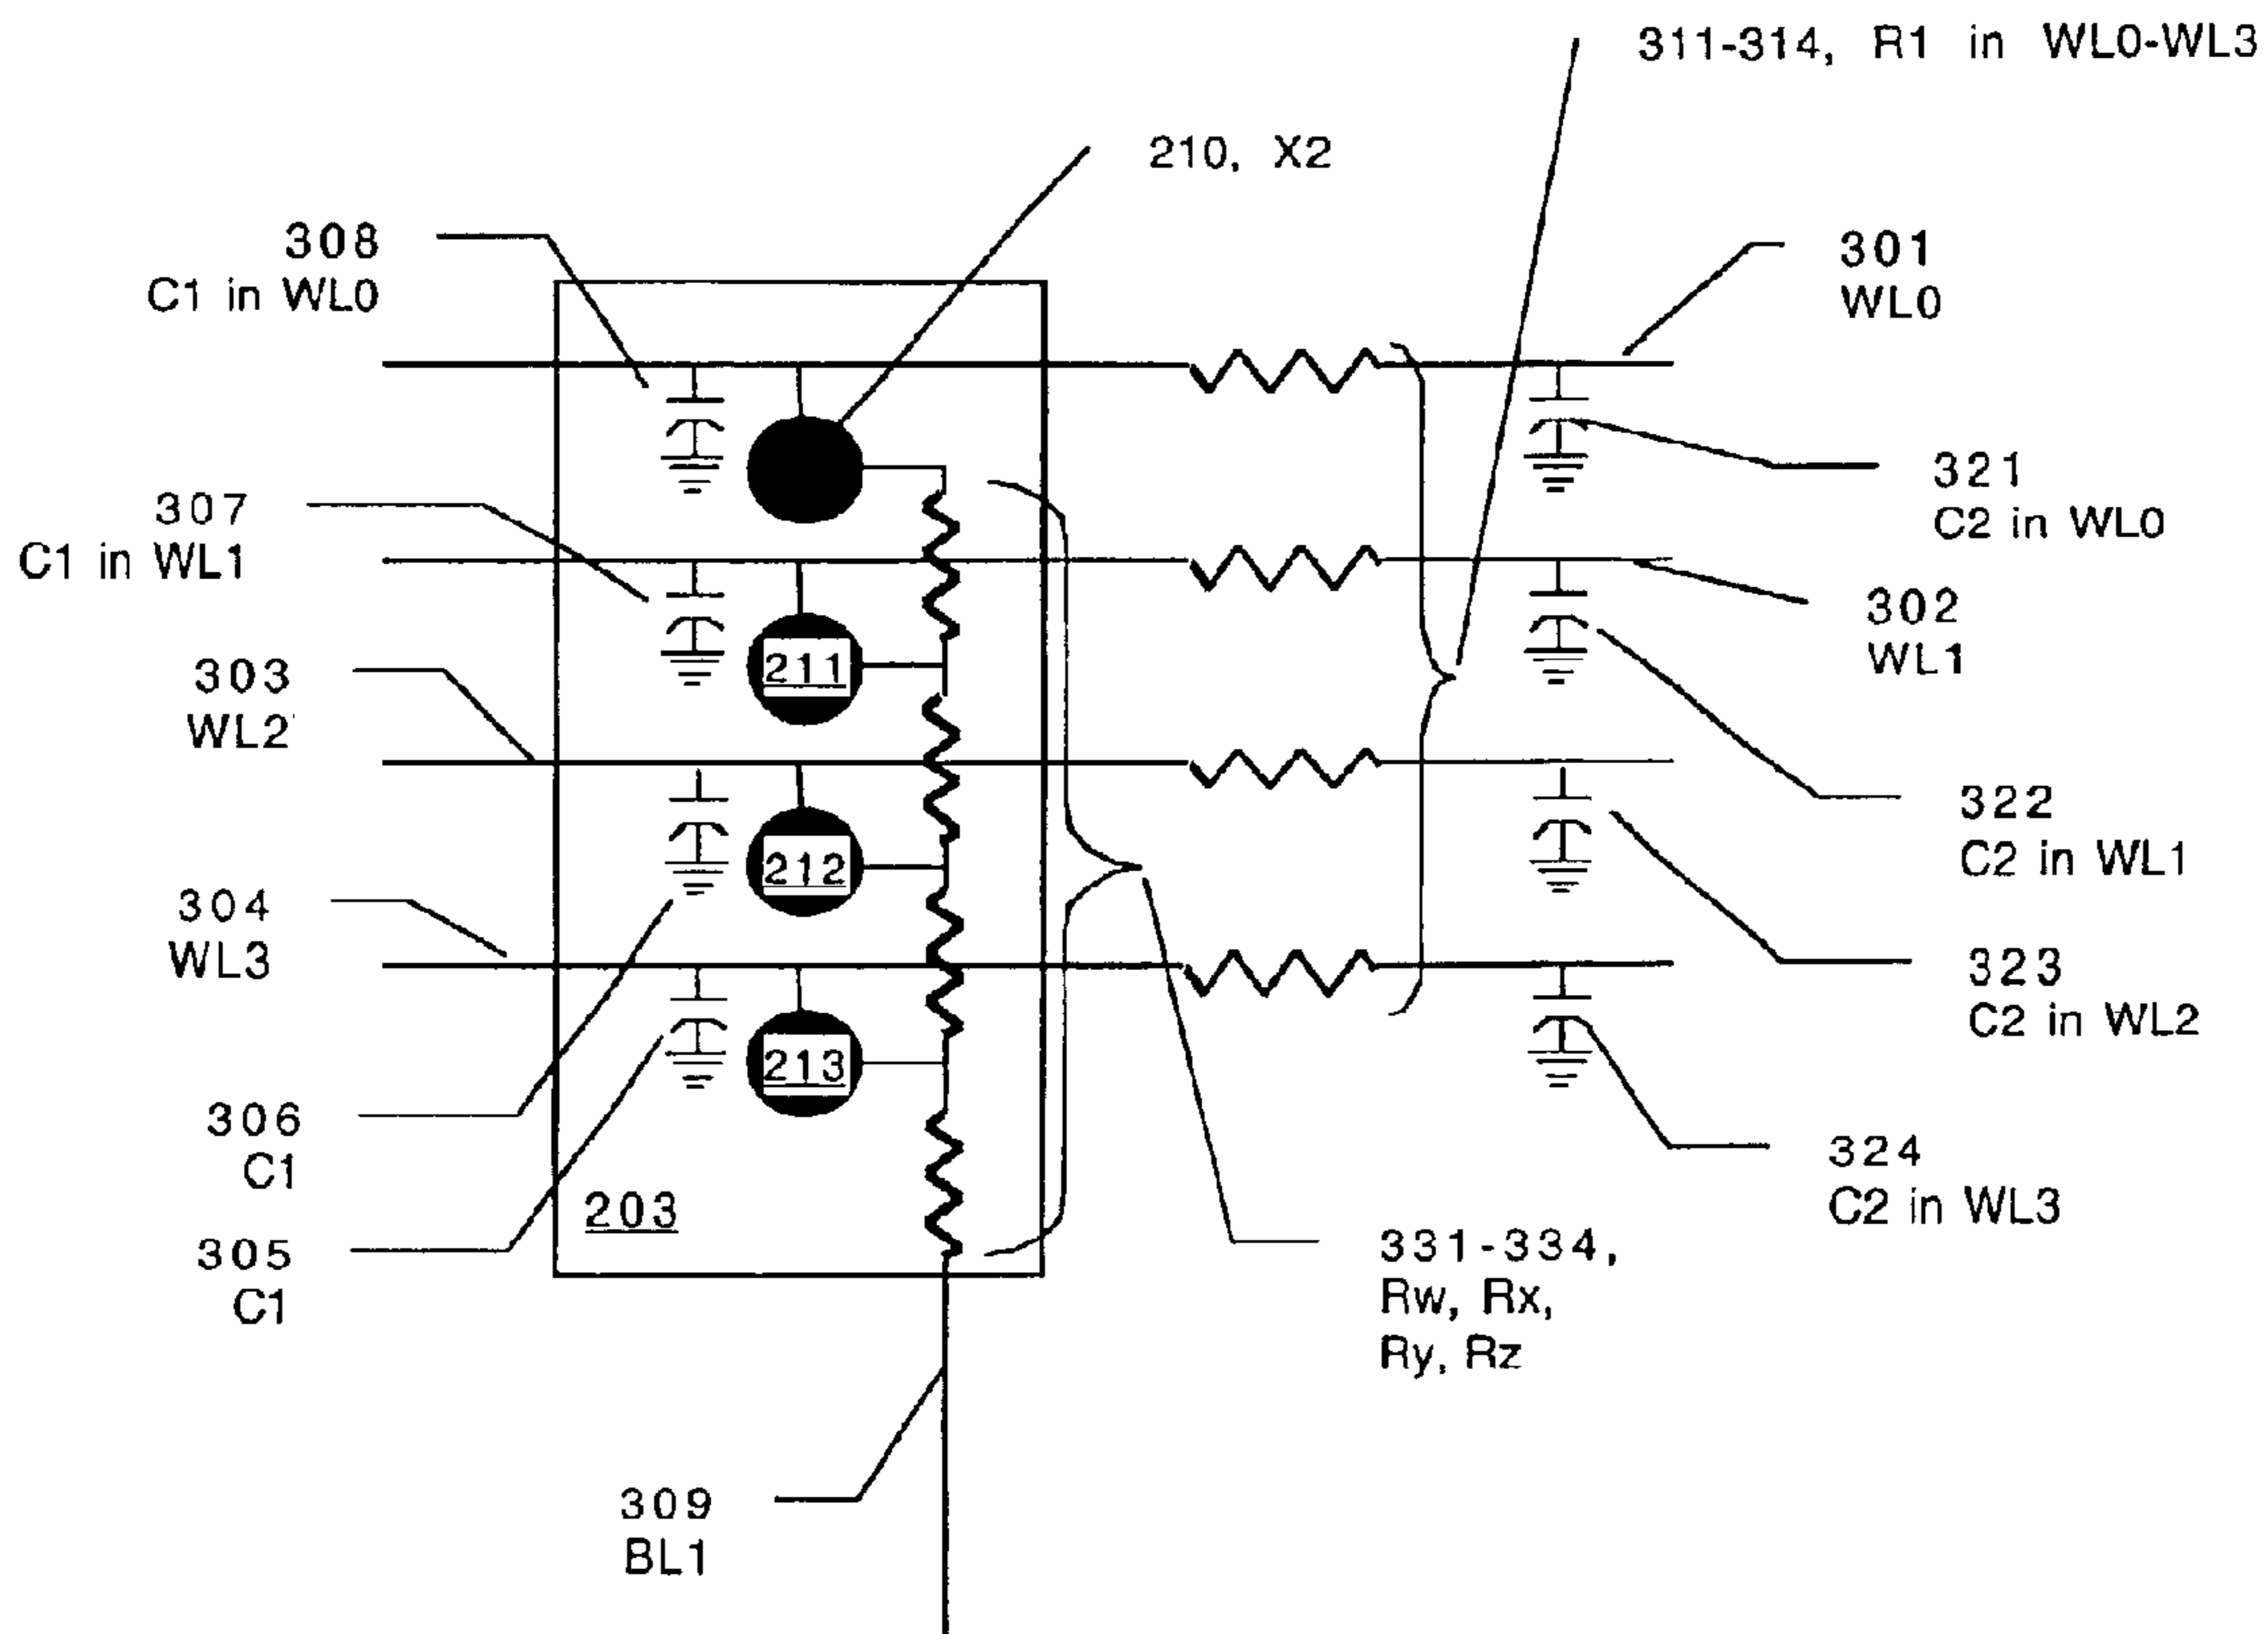 311-314, R1 in WL0-WL3
210, X2
308
C1 in WL0
301
WL0
321
C2 in WL0
307
C1 in WL1
302
WL1
211
303
WL2
322
C2 in WL1
212
304
WL3
323
C2 in WL2
213
306
C1
324
C2 in WL3
203
305
C1
331-334,
Rw, Rx,
Ry, Rz
309
BL1